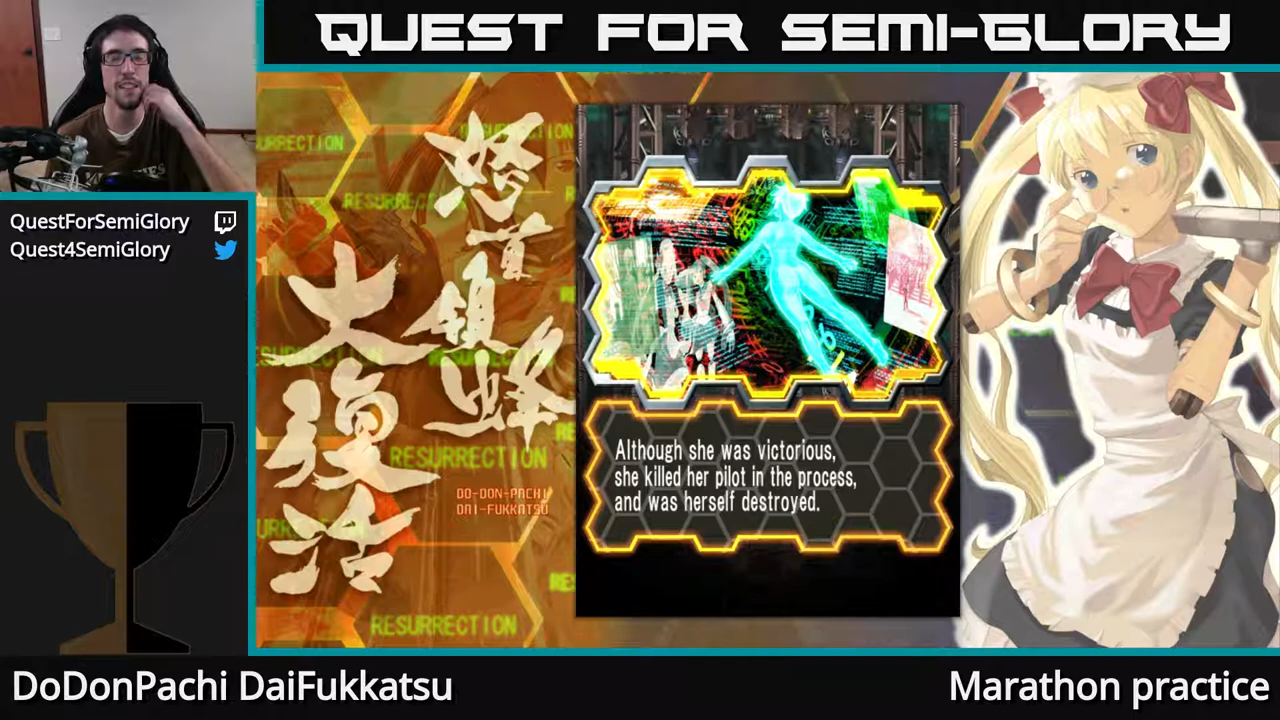 QUEST FOR SEMI-GLORY
QuestForSemiGlory
Quest4SemiGlory
怒首領蜂
大復活
RESURRECTION
RESURRECTION
RESURRECTION
DO-DON-PACHI
DAI-FUKKATSU
Although she was victorious,
she killed her pilot in the process,
and was herself destroyed.
DoDonPachi DaiFukkatsu
Marathon practice